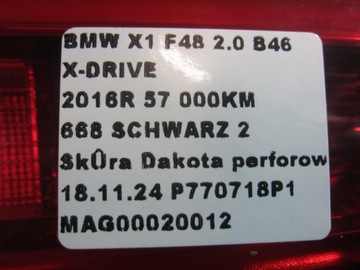 BMW X1 F48 2.0 B46
X-DRIVE
2016R 57 000KM
668 SCHWARZ 2
SkÛra Dakota perforow
18.11.24 P770718P1
MAG00020012